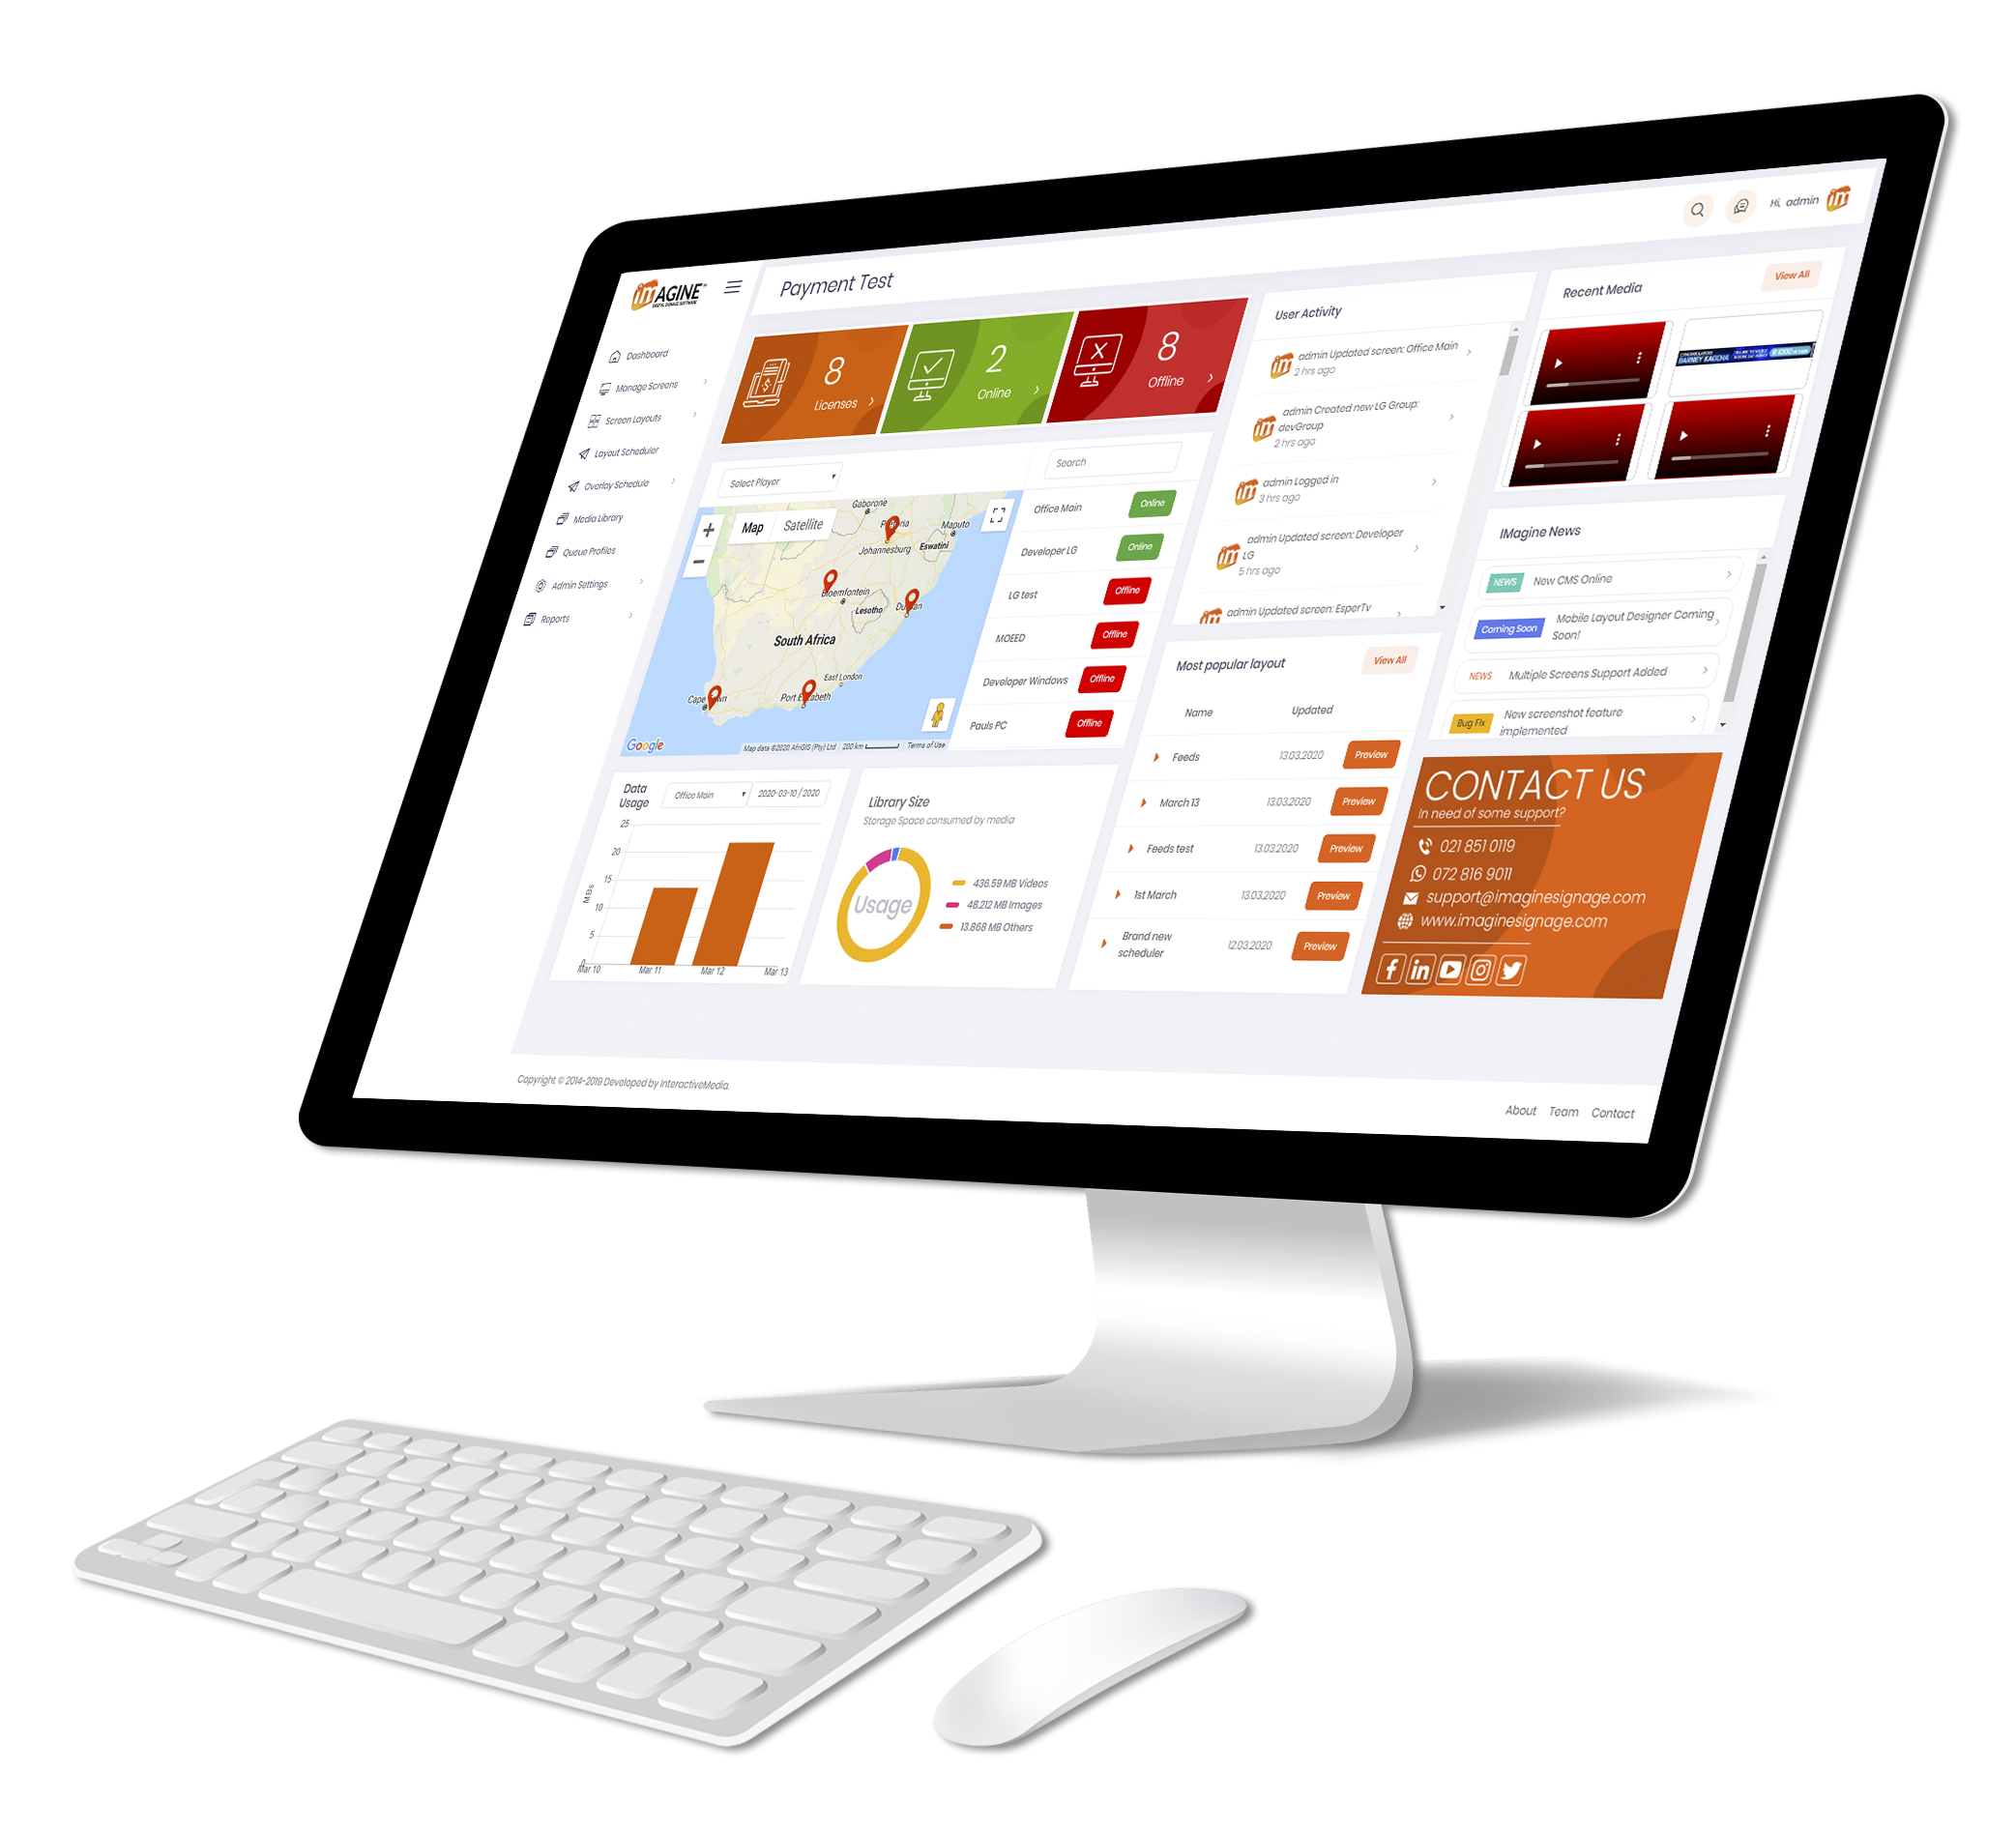 iMAGINE
DIGITAL SIGNAGE SOFTWARE
Dashboard
Manage Screens
Screen Layouts
Layout Scheduler
Overlay Schedule
Media Library
Queue Profiles
Admin Settings
Reports
Payment Test
Hi, admin
im
8
Licenses
2
Online
8
Offline
Select Player
Search
Map
Satellite
Gaborone
Maputo
Johannesburg
Eswatini
Bloemfontein
Lesotho
South Africa
East London
Google
Map data ©2020 AfriGIS (Pty) Ltd
200 km
Terms of Use
Office Main
Online
Developer LG
Online
LG test
Offline
MOEED
Offline
Developer Windows
Offline
Pauls PC
Offline
Data
Usage
Office Main
2020-03-10 / 2020
25
20
15
10
5
0
MBs
Mar 10
Mar 11
Mar 12
Mar 13
Library Size
Storage Space consumed by media
Usage
436.59 MB Videos
48.212 MB Images
13.868 MB Others
User Activity
admin Updated screen: Office Main
2 hrs ago
admin Created new LG Group:
devGroup
2 hrs ago
admin Logged in
3 hrs ago
admin Updated screen: Developer
LG
5 hrs ago
admin Updated screen: EsperTv
Most popular layout
View All
Name
Updated
Feeds
13.03.2020
Preview
March 13
13.03.2020
Preview
Feeds test
13.03.2020
Preview
1st March
13.03.2020
Preview
Brand new
scheduler
12.03.2020
Preview
Recent Media
View All
IMagine News
NEWS
New CMS Online
Coming Soon
Mobile Layout Designer Coming
Soon!
NEWS
Multiple Screens Support Added
Bug Fix
New screenshot feature
implemented
CONTACT US
In need of some support?
021 851 0119
072 816 9011
support@imaginesignage.com
www.imaginesignage.com
Copyright © 2014-2019 Developed by InteractiveMedia.
About
Team
Contact